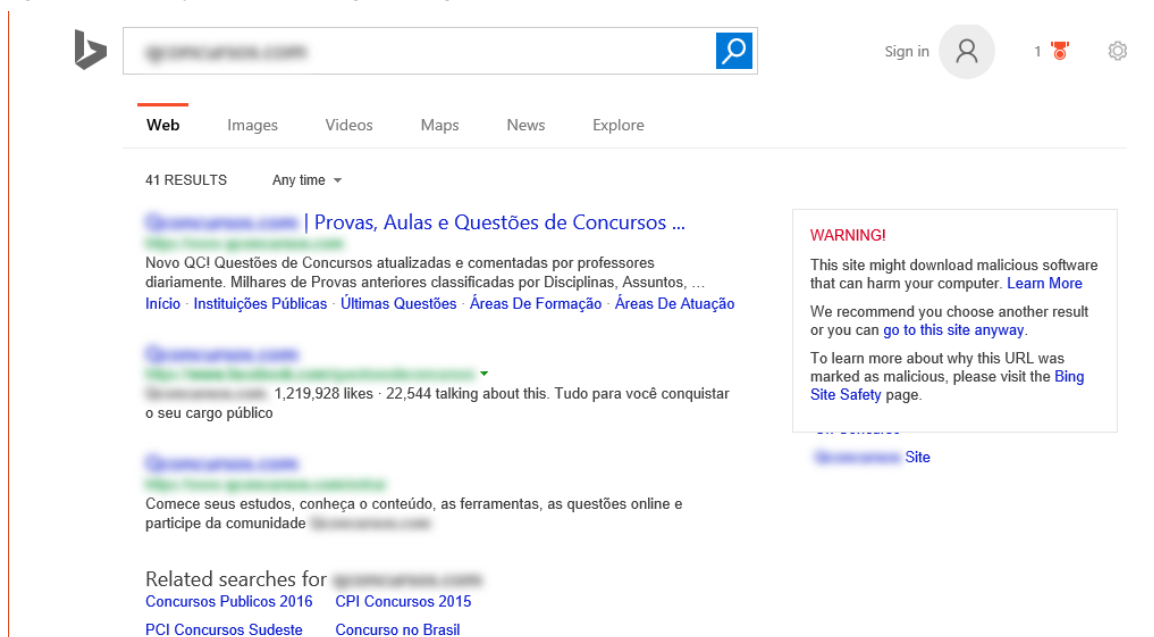 Sign in
1
Web Images Videos Maps News Explore
41 RESULTS Any time
| Provas, Aulas e Questões de Concursos ...
Novo QC! Questões de Concursos atualizadas e comentadas por professores
diariamente. Milhares de Provas anteriores classificadas por Disciplinas, Assuntos, ...
Início · Instituições Públicas · Últimas Questões · Áreas De Formação · Áreas De Atuação
1,219,928 likes · 22,544 talking about this. Tudo para você conquistar
o seu cargo público
Comece seus estudos, conheça o conteúdo, as ferramentas, as questões online e
participe da comunidade
Related searches for
Concursos Publicos 2016 CPI Concursos 2015
PCI Concursos Sudeste Concurso no Brasil
WARNING!
This site might download malicious software
that can harm your computer. Learn More
We recommend you choose another result
or you can go to this site anyway.
To learn more about why this URL was
marked as malicious, please visit the Bing
Site Safety page.
Site